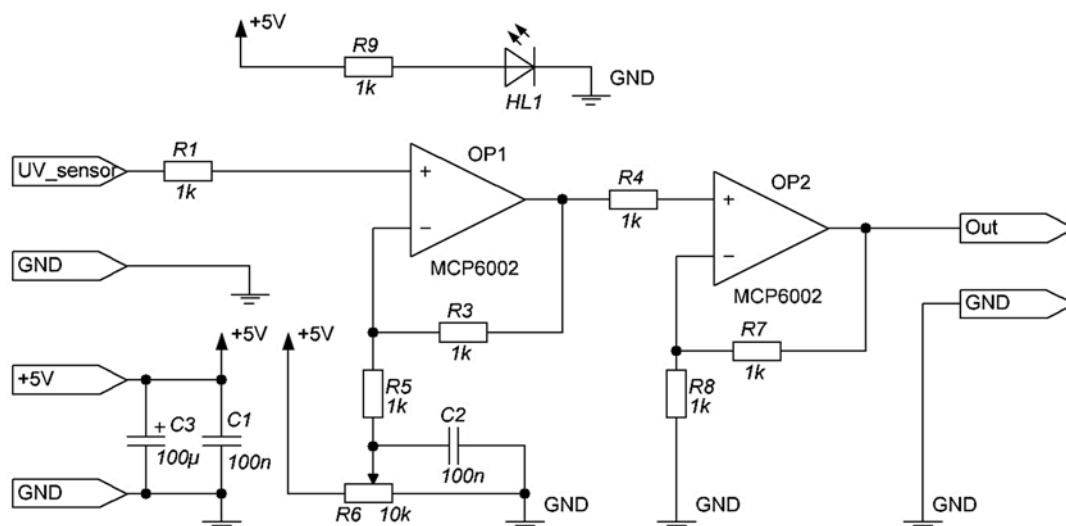 +5V
R9
1k
HL1
GND
UV_sensor
R1
1k
OP1
+
−
MCP6002
R4
1k
OP2
+
−
MCP6002
Out
GND
GND
R3
1k
R7
1k
+5V
+5V
+5V
R5
1k
R8
1k
+ C3
100µ
C1
100n
C2
100n
GND
R6 10k
GND
GND
GND